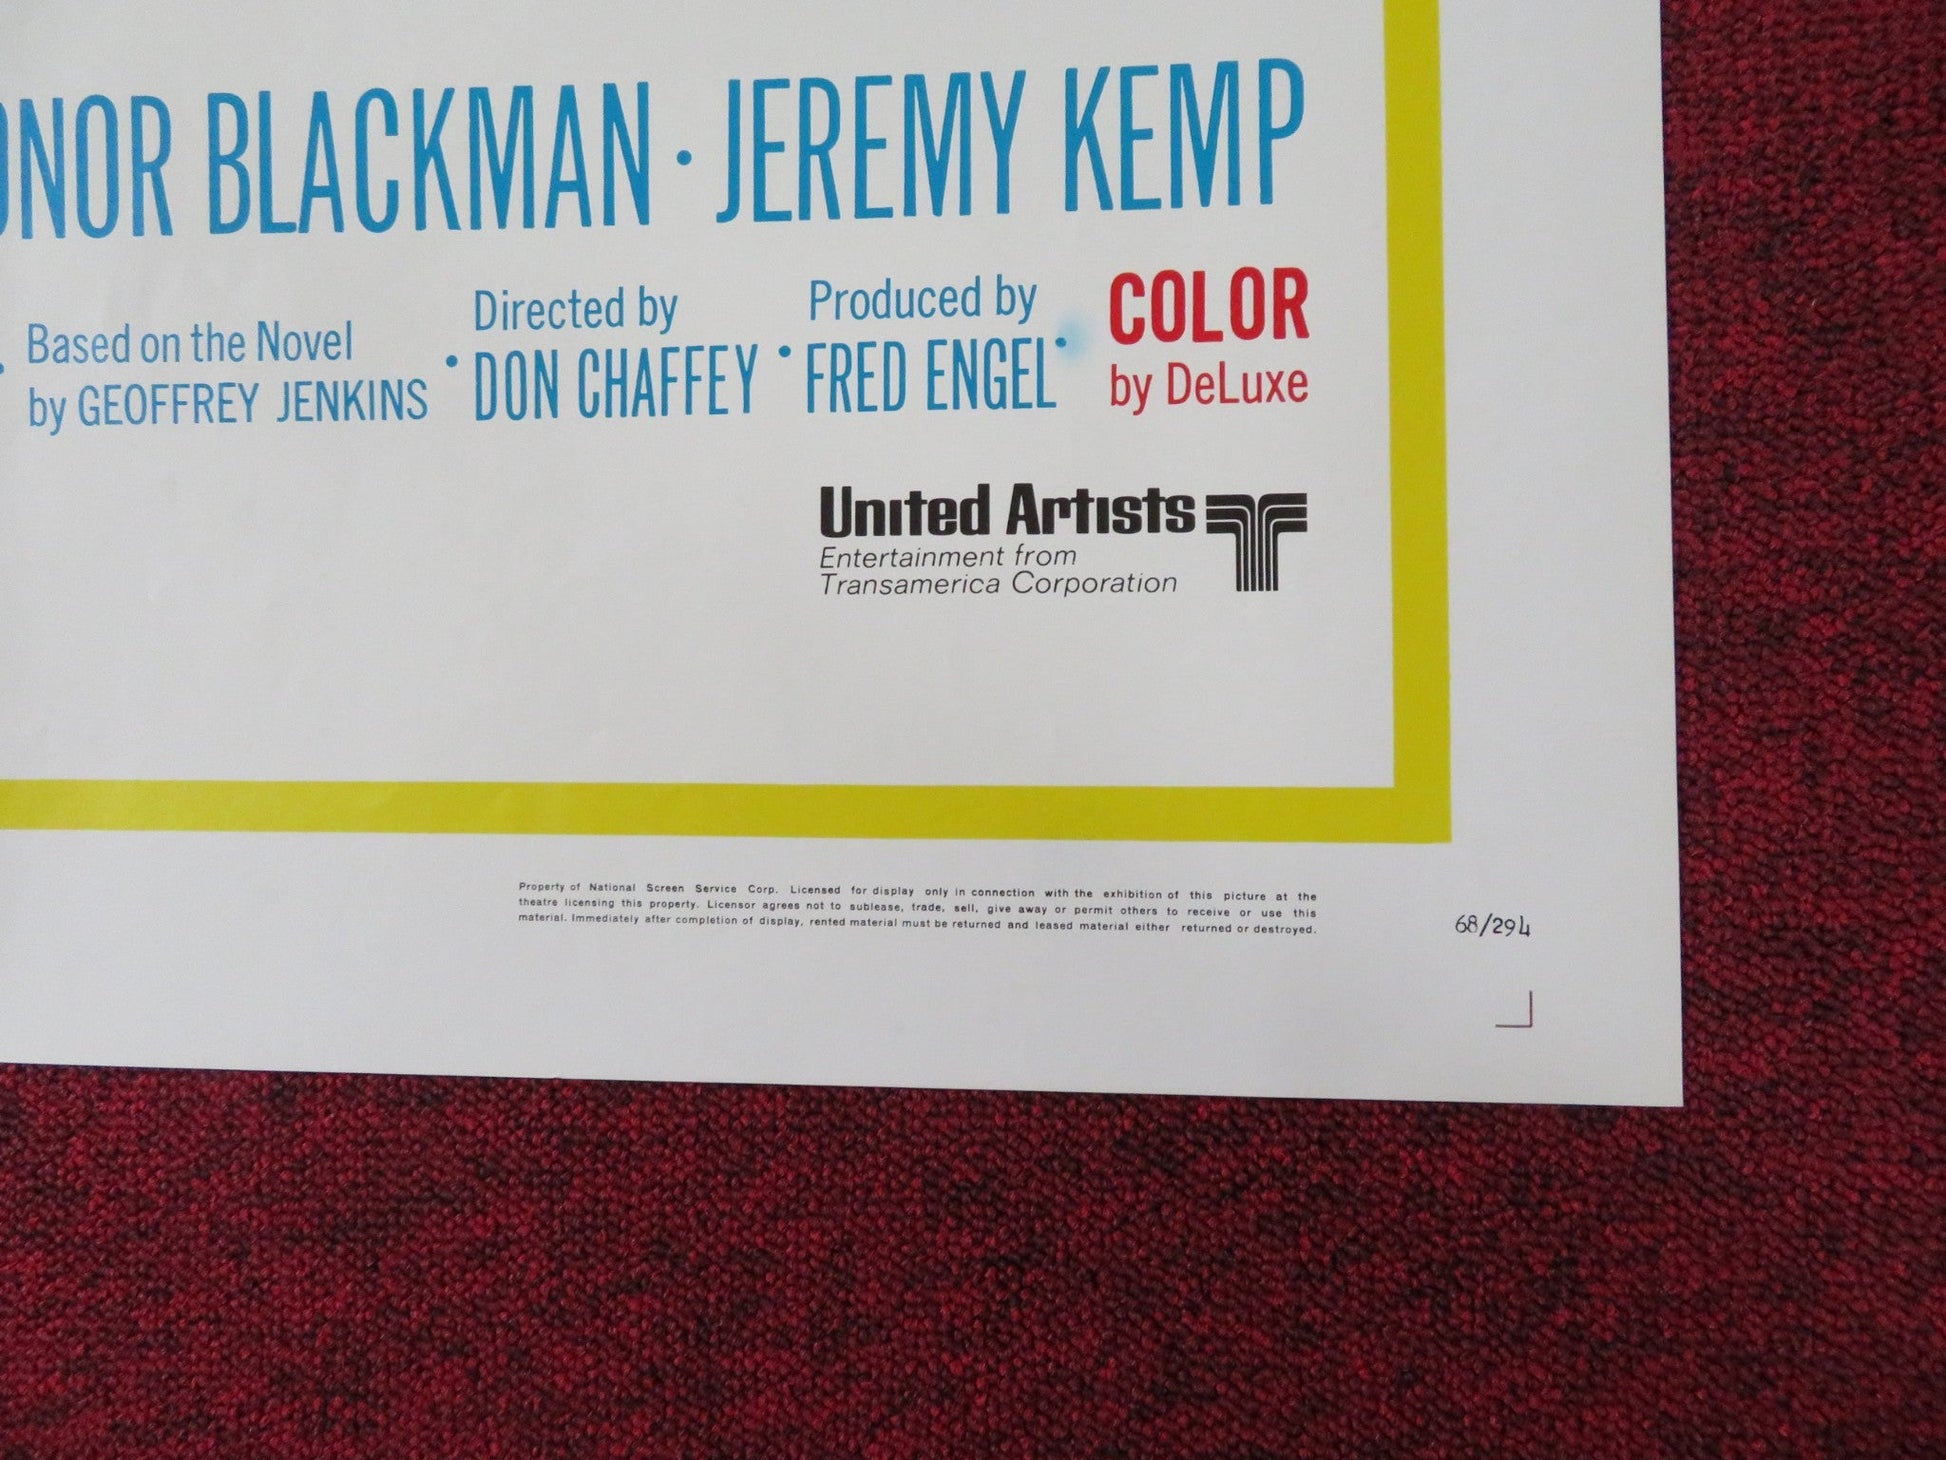 ONOR BLACKMAN · JEREMY KEMP
· Based on the Novel
by GEOFFREY JENKINS
· Directed by
DON CHAFFEY
· Produced by
FRED ENGEL ·
COLOR
by DeLuxe
United Artists
Entertainment from
Transamerica Corporation
Property of National Screen Service Corp. Licensed for display only in connection with the exhibition of this picture at the
theatre licensing this property. Licensor agrees not to sublease, trade, sell, give away or permit others to receive or use this
material. Immediately after completion of display, rented material must be returned and leased material either returned or destroyed.
68/294